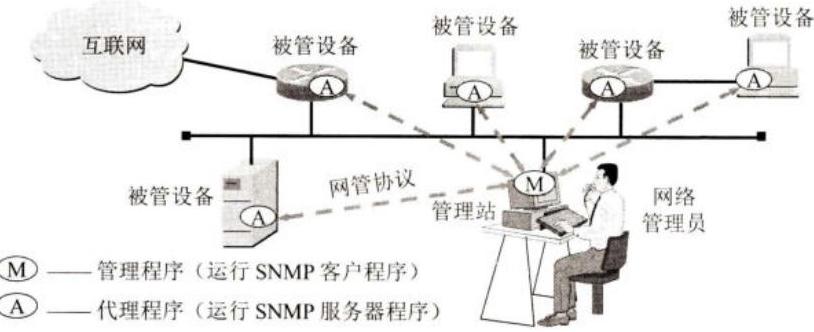 互联网
被管设备
被管设备
被管设备
被管设备
A
A
A
A
被管设备
A
网管协议
M
管理站
网络
管理员
M —— 管理程序（运行 SNMP 客户程序）
A —— 代理程序（运行 SNMP 服务器程序）